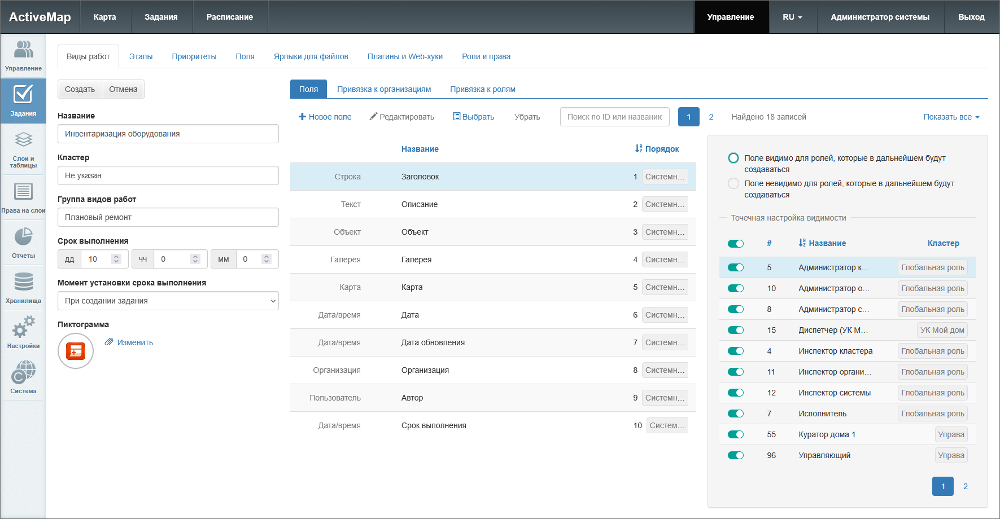 ActiveMap
Карта
Задания
Расписание
Управление
RU
Администратор системы
Выход
Управление
Задания
Слои и
таблицы
Права на слои
Отчеты
Хранилища
Настройки
Система
Виды работ
Этапы
Приоритеты
Поля
Ярлыки для файлов
Плагины и Web-хуки
Роли и права
Создать
Отмена
Название
Инвентаризация оборудования
Кластер
Не указан
Группа видов работ
Плановый ремонт
Срок выполнения
дд 10 чч 0 мм 0
Момент установки срока выполнения
При создании задания
Пиктограмма
Изменить
Поля
Привязка к организациям
Привязка к ролям
Новое поле
Редактировать
Выбрать
Убрать
Поиск по ID или названию
1
2
Найдено 18 записей
Показать все
Название Порядок
Строка Заголовок 1 Системн...
Текст Описание 2 Системн...
Объект Объект 3 Системн...
Галерея Галерея 4 Системн...
Карта Карта 5 Системн...
Дата/время Дата 6 Системн...
Дата/время Дата обновления 7 Системн...
Организация Организация 8 Системн...
Пользователь Автор 9 Системн...
Дата/время Срок выполнения 10 Систем...
Поле видимо для ролей, которые в дальнейшем будут
создаваться
Поле невидимо для ролей, которые в дальнейшем будут
создаваться
Точечная настройка видимости
# Название Кластер
5 Администратор к... Глобальная роль
10 Администратор о... Глобальная роль
8 Администратор с... Глобальная роль
15 Диспетчер (УК М... УК Мой дом
4 Инспектор кластера Глобальная роль
11 Инспектор органи... Глобальная роль
12 Инспектор системы Глобальная роль
7 Исполнитель Глобальная роль
55 Куратор дома 1 Управа
96 Управляющий Управа
1
2